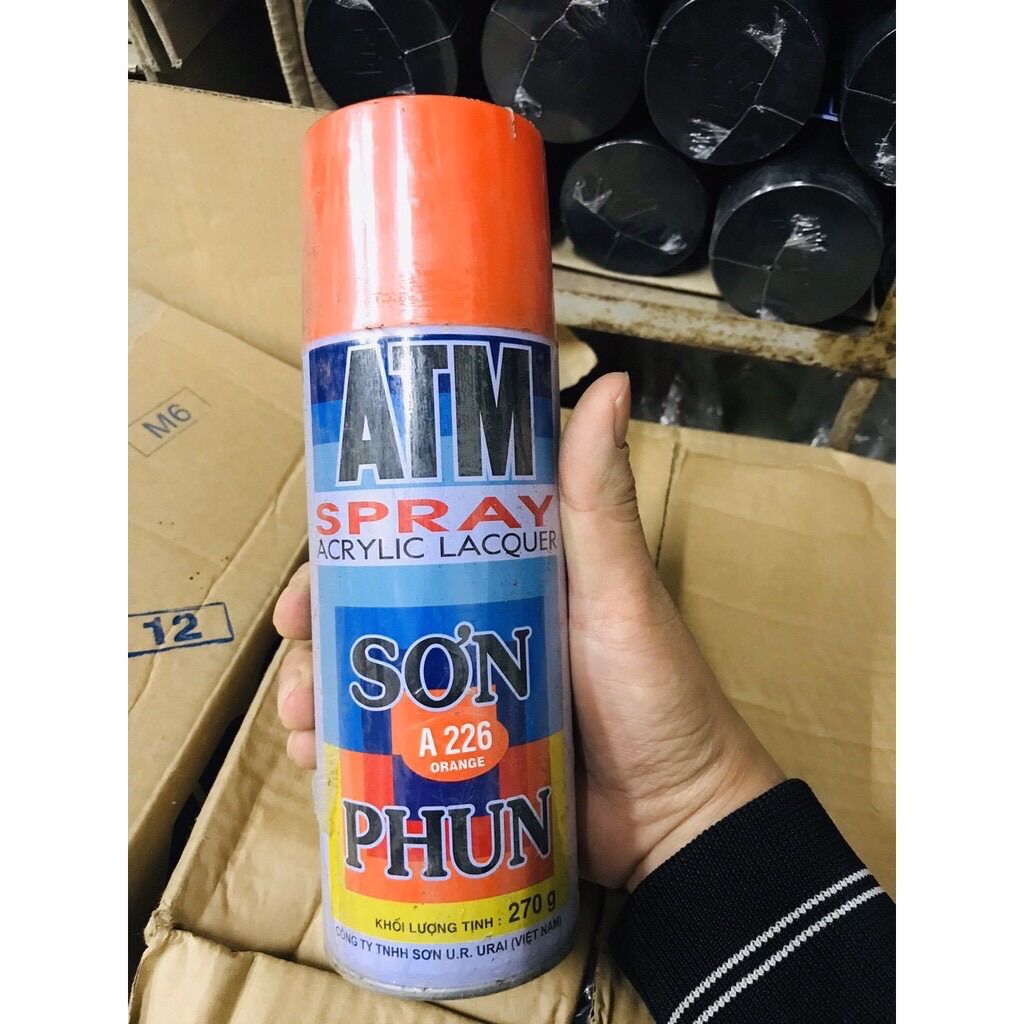 ATM
SPRAY
ACRYLIC LACQUER
SƠN
A 226
ORANGE
PHUN
KHỐI LƯỢNG TỊNH : 270 g
CÔNG TY TNHH SƠN U.R. URAI (VIỆT NAM)
M6
12